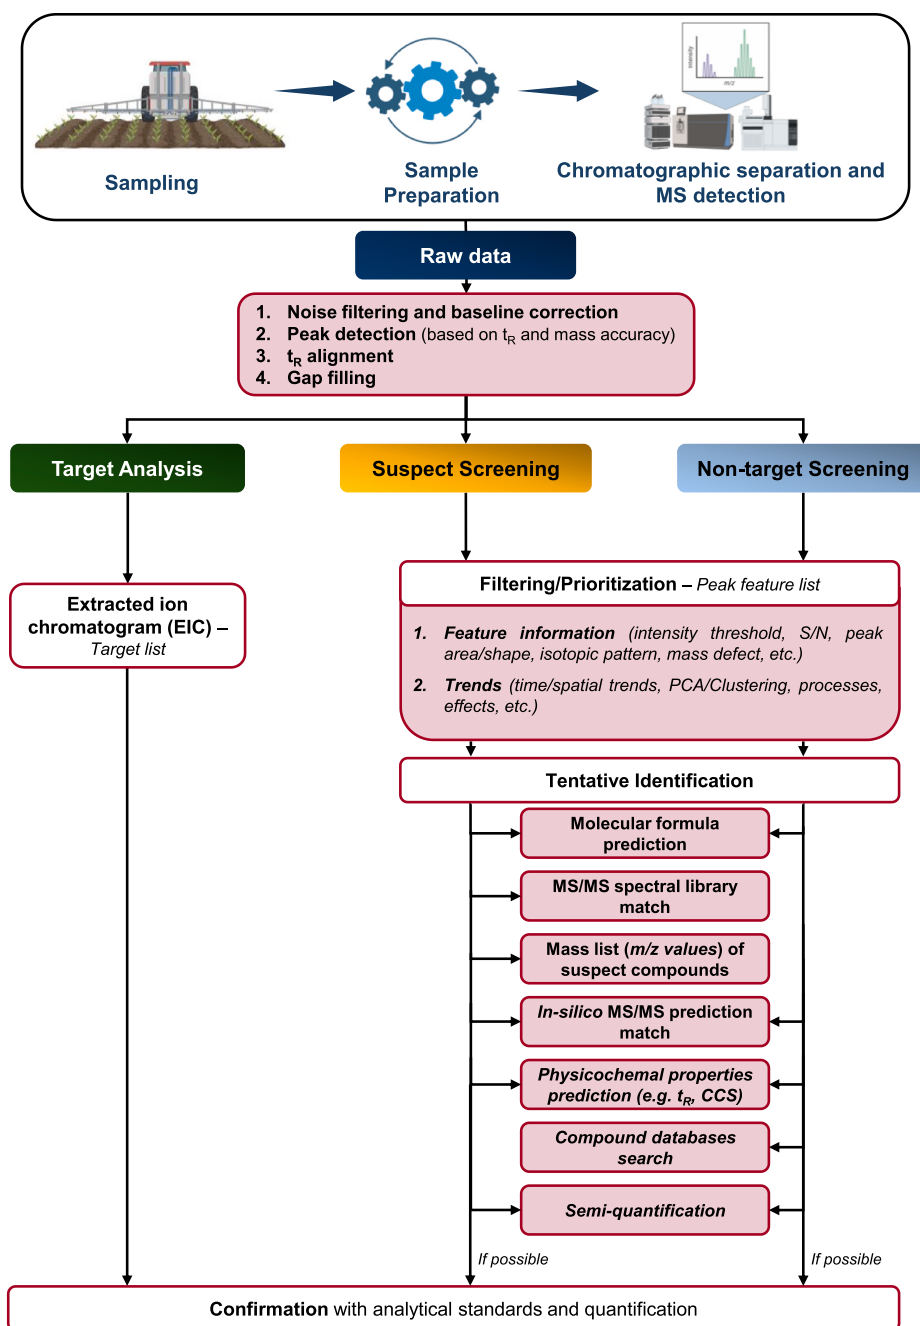 Intensity
m/z
Sampling
Sample
Preparation
Chromatographic separation and
MS detection
Raw data
1. Noise filtering and baseline correction
2. Peak detection (based on tR and mass accuracy)
3. tR alignment
4. Gap filling
Target Analysis
Suspect Screening
Non-target Screening
Extracted ion
chromatogram (EIC) –
Target list
Filtering/Prioritization – Peak feature list
1. Feature information (intensity threshold, S/N, peak
area/shape, isotopic pattern, mass defect, etc.)
2. Trends (time/spatial trends, PCA/Clustering, processes,
effects, etc.)
Tentative Identification
Molecular formula
prediction
MS/MS spectral library
match
Mass list (m/z values) of
suspect compounds
In-silico MS/MS prediction
match
Physicochemal properties
prediction (e.g. tR, CCS)
Compound databases
search
Semi-quantification
If possible
If possible
Confirmation with analytical standards and quantification